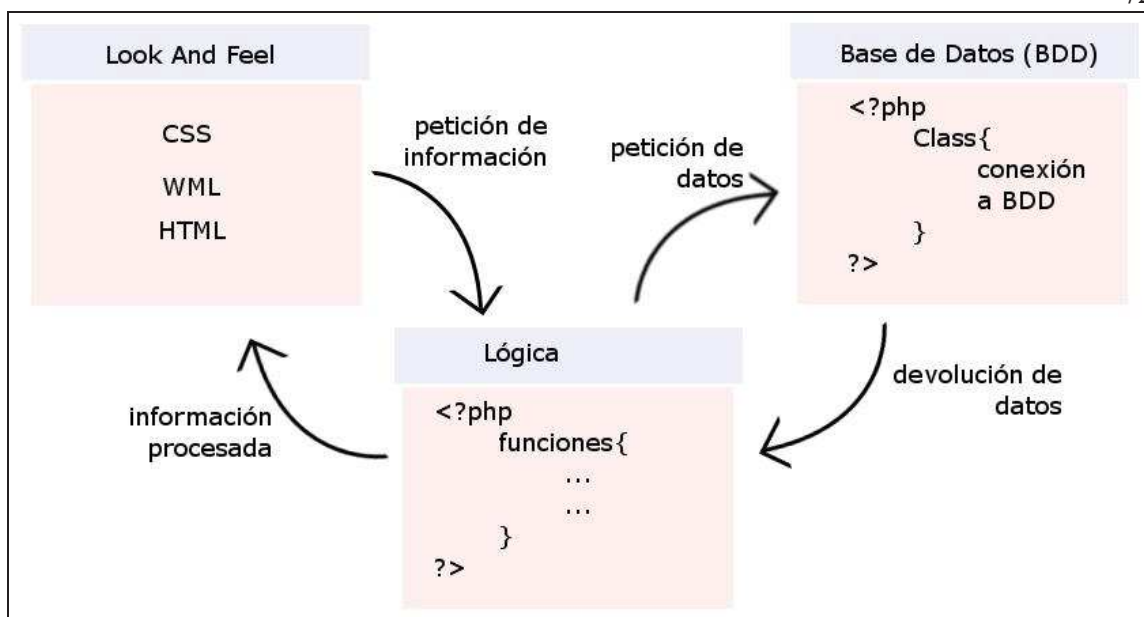 Look And Feel
CSS
WML
HTML
petición de
información
petición de
datos
Base de Datos (BDD)
<?php
Class{
conexión
a BDD
}
?>
devolución de
datos
Lógica
<?php
funciones{
...
...
}
?>
información
procesada